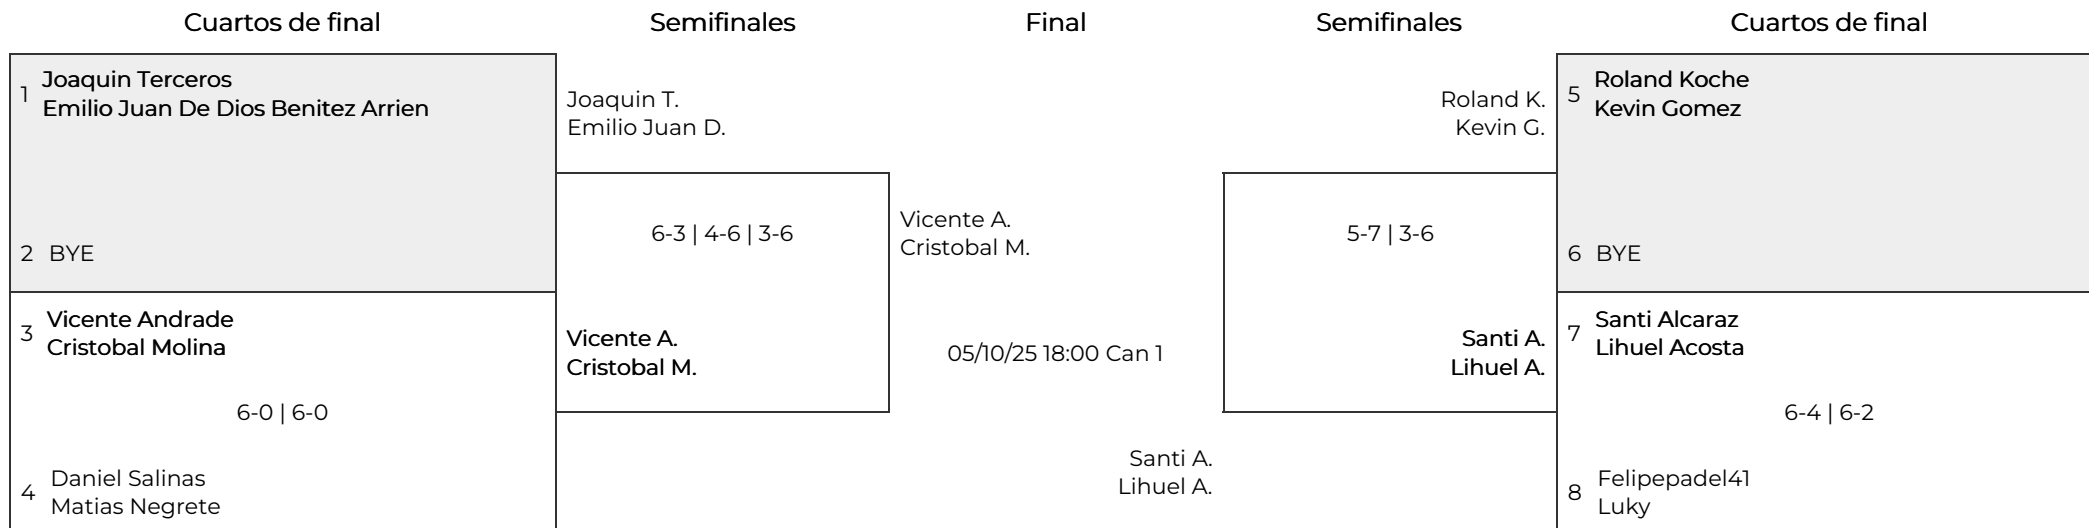 Cuartos de final
Semifinales
Final
Semifinales
Cuartos de final
1
Joaquin Terceros
Emilio Juan De Dios Benitez Arrien
2 BYE
3
Vicente Andrade
Cristobal Molina
6-0 | 6-0
4
Daniel Salinas
Matias Negrete
Joaquin T.
Emilio Juan D.
6-3 | 4-6 | 3-6
Vicente A.
Cristobal M.
Vicente A.
Cristobal M.
05/10/25 18:00 Can 1
Santi A.
Lihuel A.
Roland K.
Kevin G.
5-7 | 3-6
Santi A.
Lihuel A.
5
Roland Koche
Kevin Gomez
6 BYE
7
Santi Alcaraz
Lihuel Acosta
6-4 | 6-2
8
Felipepadel41
Luky